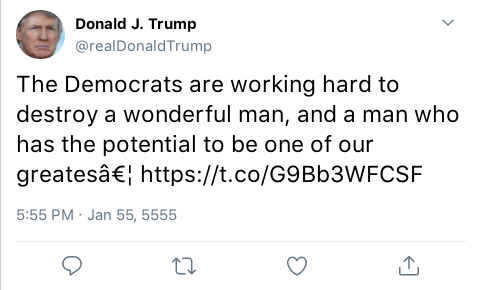 Donald J. Trump
@realDonaldTrump
The Democrats are working hard to
destroy a wonderful man, and a man who
has the potential to be one of our
greatesâ€¦ https://t.co/G9Bb3WFCSF
5:55 PM · Jan 55, 5555